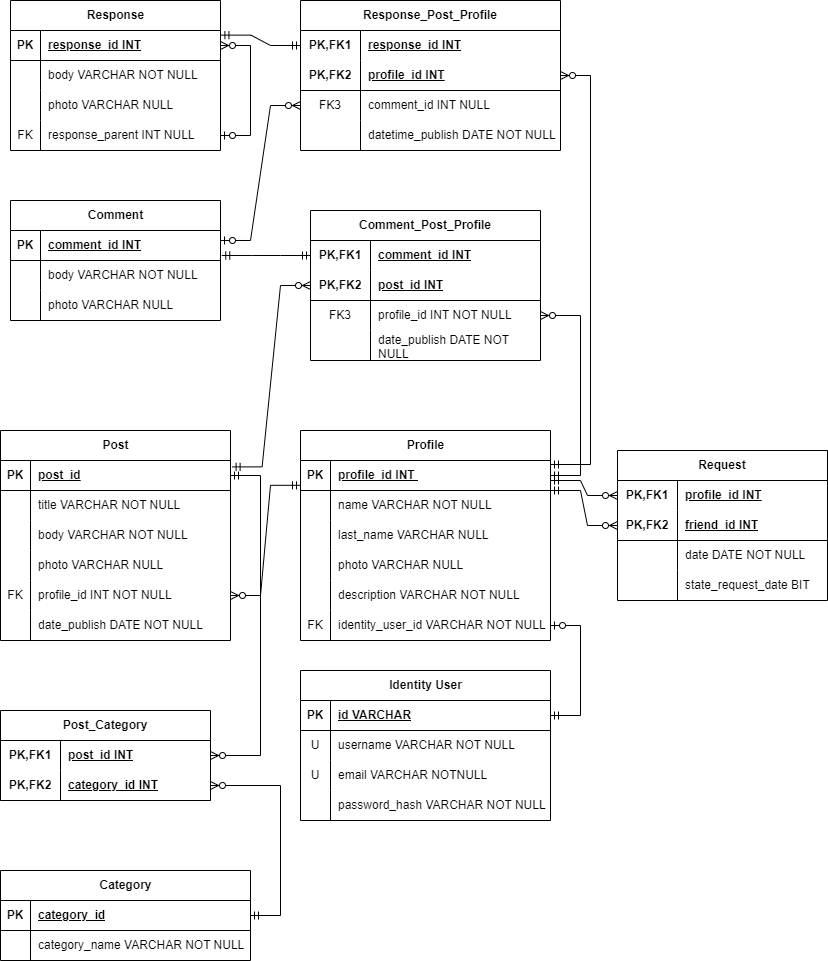 Response
PK response_id INT
body VARCHAR NOT NULL
photo VARCHAR NULL
FK response_parent INT NULL
Response_Post_Profile
PK,FK1 response_id INT
PK,FK2 profile_id INT
FK3 comment_id INT NULL
datetime_publish DATE NOT NULL
Comment
PK comment_id INT
body VARCHAR NOT NULL
photo VARCHAR NULL
Comment_Post_Profile
PK,FK1 comment_id INT
PK,FK2 post_id INT
FK3 profile_id INT NOT NULL
date_publish DATE NOT
NULL
Post
PK post_id
title VARCHAR NOT NULL
body VARCHAR NOT NULL
photo VARCHAR NULL
FK profile_id INT NOT NULL
date_publish DATE NOT NULL
Profile
PK profile_id INT
name VARCHAR NOT NULL
last_name VARCHAR NULL
photo VARCHAR NULL
description VARCHAR NULL
FK identity_user_id VARCHAR NULL
Request
PK,FK1 profile_id INT
PK,FK2 friend_id INT
date DATE NOT NULL
state_request_date BIT
Identity User
PK id VARCHAR
U username VARCHAR NOT NULL
U email VARCHAR NOTNULL
password_hash VARCHAR NOT NULL
Post_Category
PK,FK1 post_id INT
PK,FK2 category_id INT
Category
PK category_id
category_name VARCHAR NOT NULL